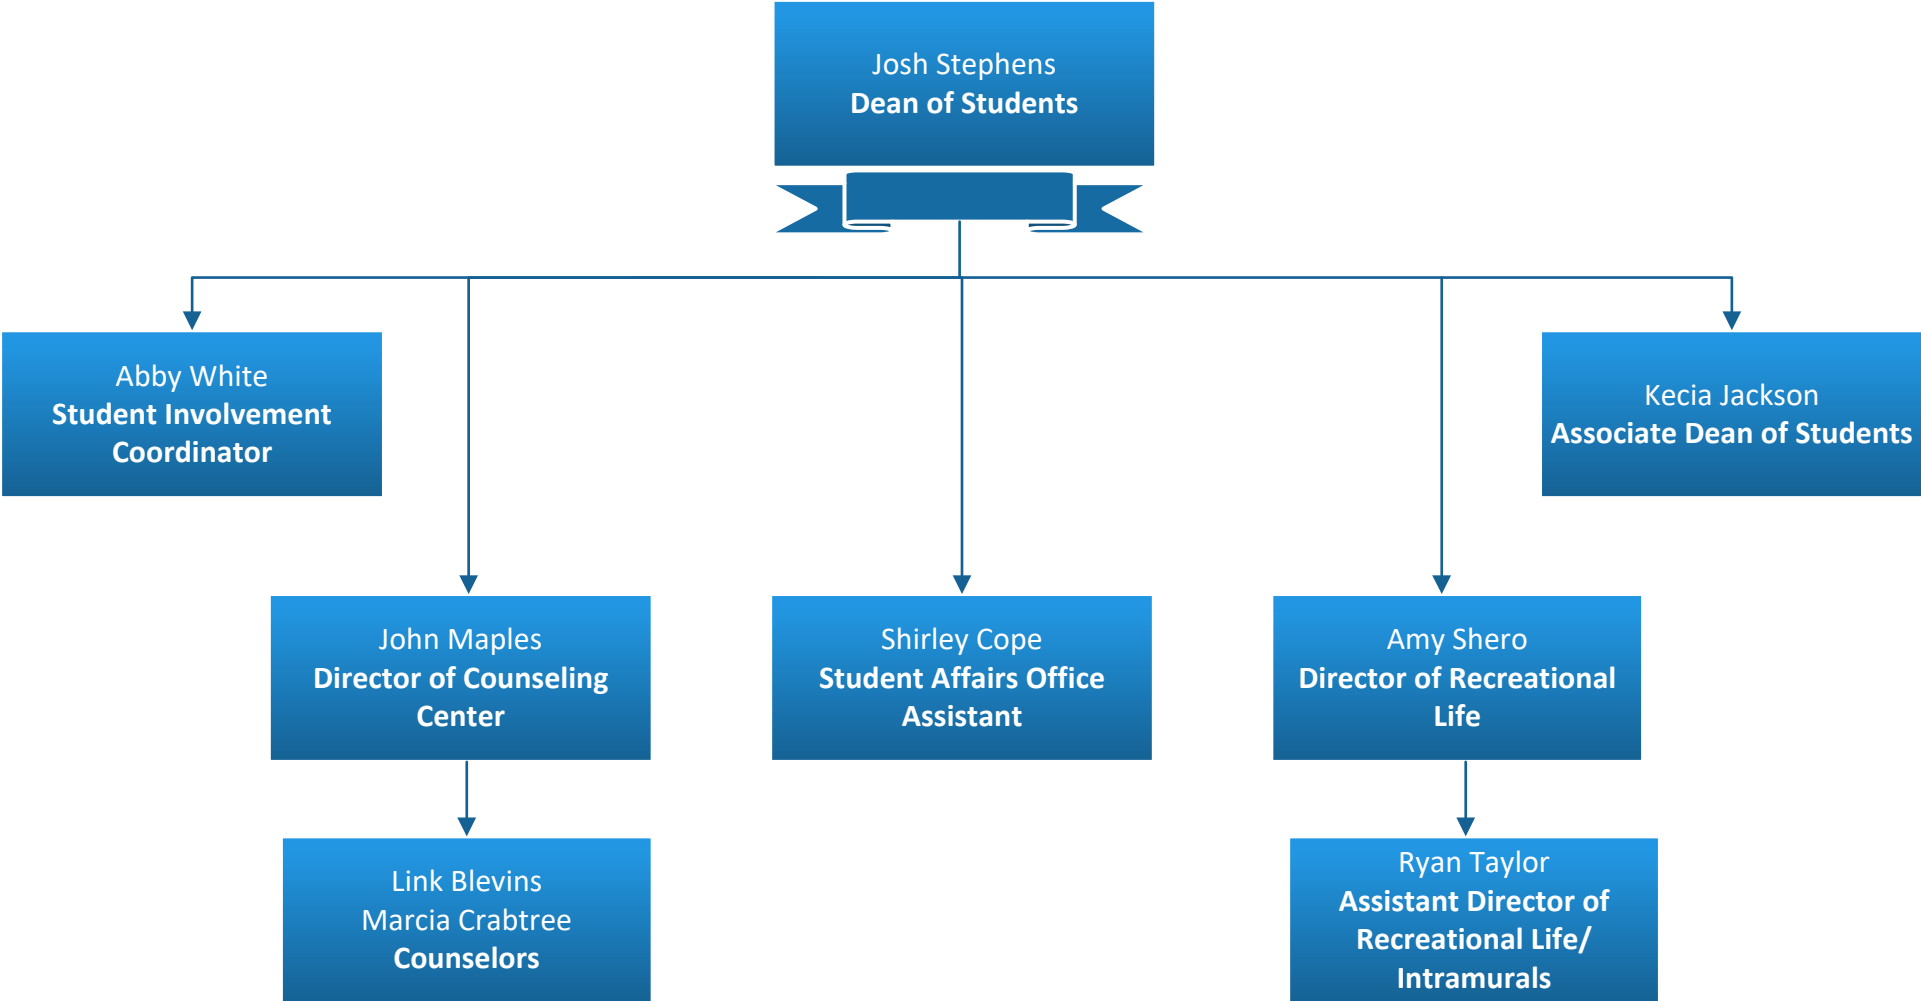 Josh Stephens
Dean of Students
Abby White
Student Involvement
Coordinator
Kecia Jackson
Associate Dean of Students
John Maples
Director of Counseling
Center
Shirley Cope
Student Affairs Office
Assistant
Amy Shero
Director of Recreational
Life
Link Blevins
Marcia Crabtree
Counselors
Ryan Taylor
Assistant Director of
Recreational Life/
Intramurals